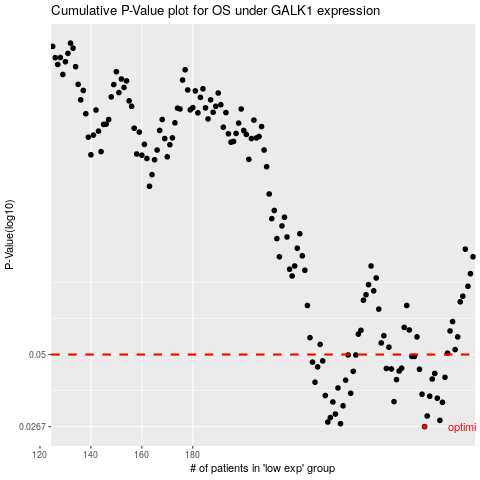 Cumulative P-Value plot for OS under GALK1 expression
P-Value(log10)
0.05
0.0267
optimi
120 140 160 180
# of patients in 'low exp' group